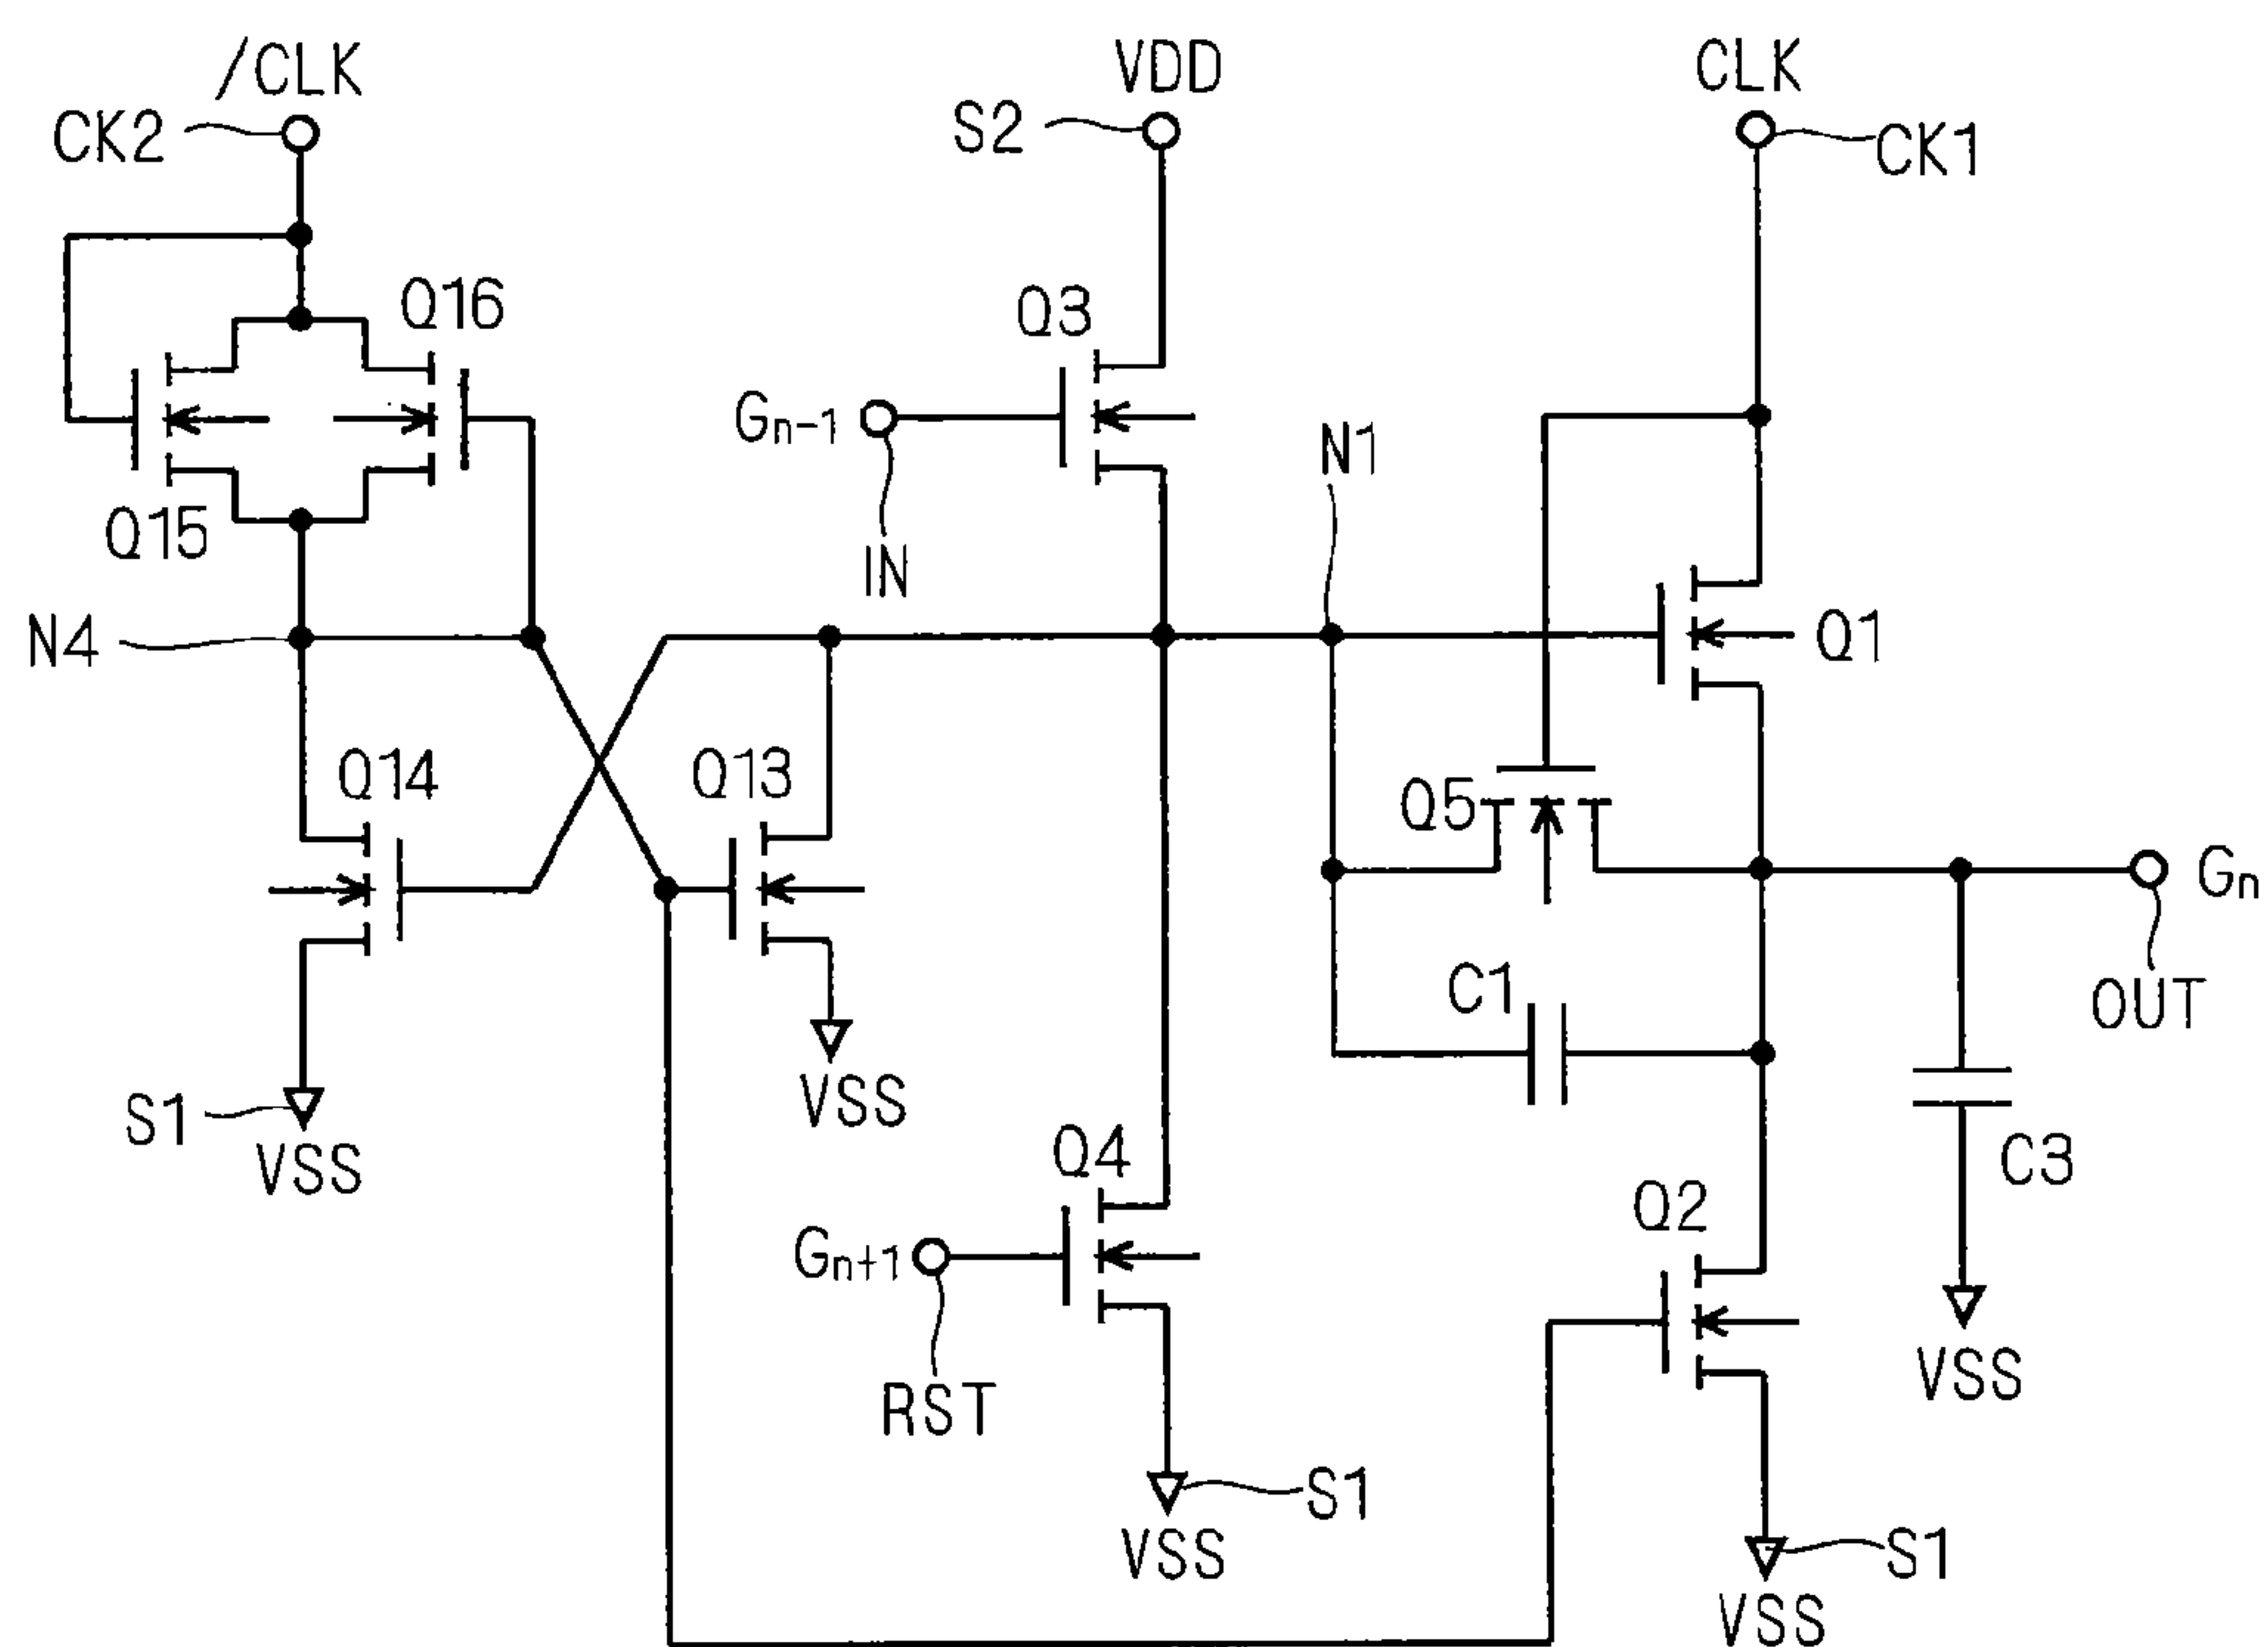 /CLK
VDD
CLK
CK2
S2
CK1
Q16
Q3
Gn-1
N1
Q15
IN
N4
Q1
Q14
Q13
Q5
Gn
C1
OUT
VSS
S1
VSS
Q4
C3
Q2
Gn+1
RST
VSS
S1
VSS
S1
VSS